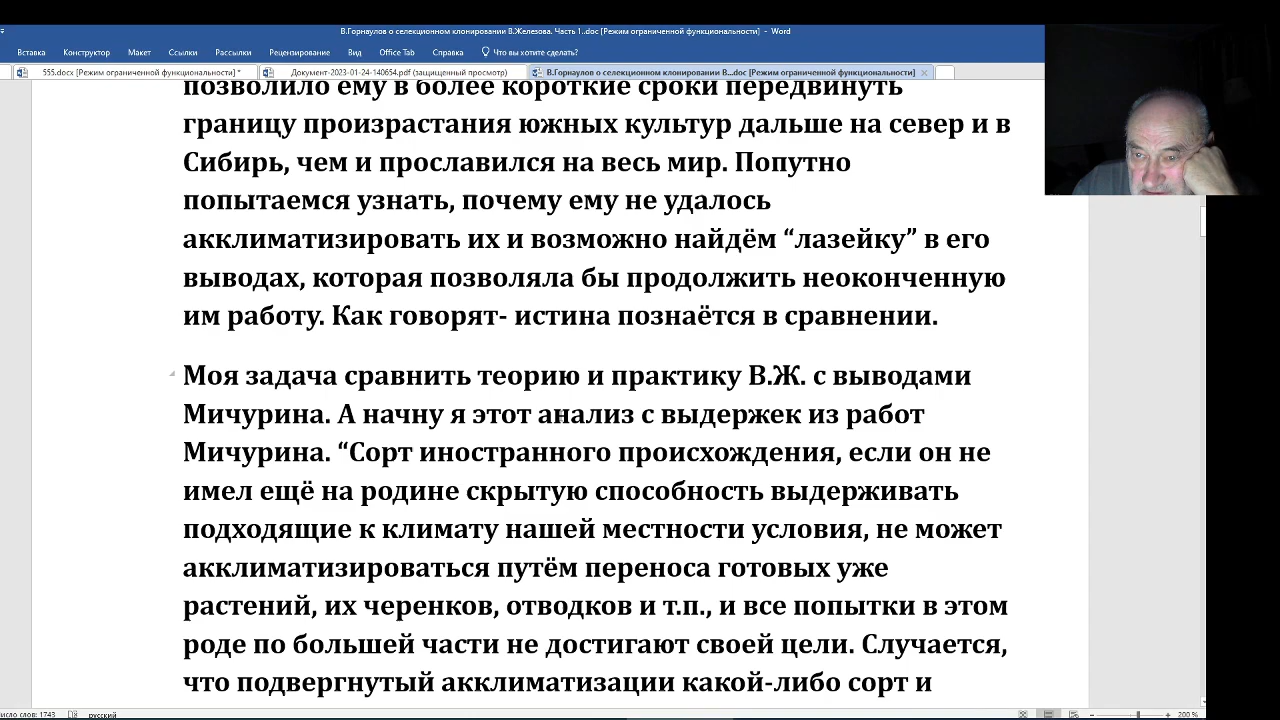 В.Горнаулов о селекционном клонировании В.Железова. Часть 1..doc [Режим ограниченной функциональности] - Word
Вставка Конструктор Макет Ссылки Рассылки Рецензирование Вид Office Tab Справка Что вы хотите сделать?
555.docx [Режим ограниченной функциональности] * Документ-2023-01-24-140654.pdf (защищенный просмотр) В.Горнаулов о селекционном клонировании В...doc [Режим ограниченной функциональности]
позволило ему в более короткие сроки передвинуть
границу произрастания южных культур дальше на север и в
Сибирь, чем и прославился на весь мир. Попутно
попытаемся узнать, почему ему не удалось
акклиматизировать их и возможно найдём “лазейку” в его
выводах, которая позволяла бы продолжить неоконченную
им работу. Как говорят- истина познаётся в сравнении.
Моя задача сравнить теорию и практику В.Ж. с выводами
Мичурина. А начну я этот анализ с выдержек из работ
Мичурина. “Сорт иностранного происхождения, если он не
имел ещё на родине скрытую способность выдерживать
подходящие к климату нашей местности условия, не может
акклиматизироваться путём переноса готовых уже
растений, их черенков, отводков и т.п., и все попытки в этом
роде по большей части не достигают своей цели. Случается,
что подвергнутый акклиматизации какой-либо сорт и
число слов: 1743 русский 200 %